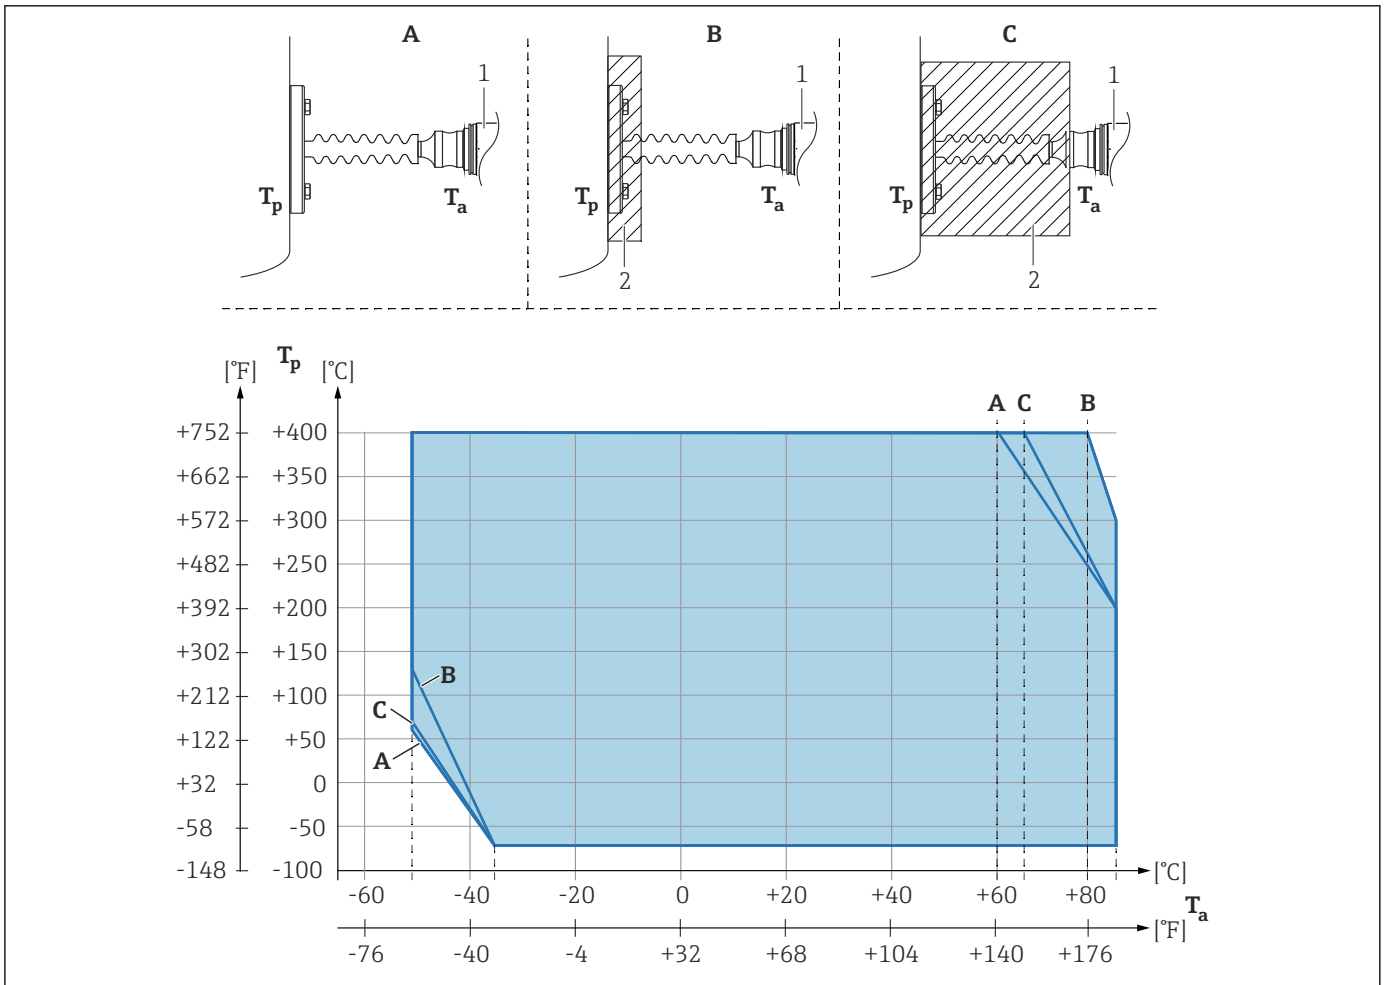 A B C
1 1 1
Tp Ta Tp Ta Tp Ta
2 2
Tp
[°F] [°C]
A C B
+752 +400
+662 +350
+572 +300
+482 +250
+392 +200
+302 +150
B
+212 +100
C
+122 +50
A
+32 0
-58 -50
-148 -100
[°C]
-60 -40 -20 0 +20 +40 +60 +80
Ta
[°F]
-76 -40 -4 +32 +68 +104 +140 +176